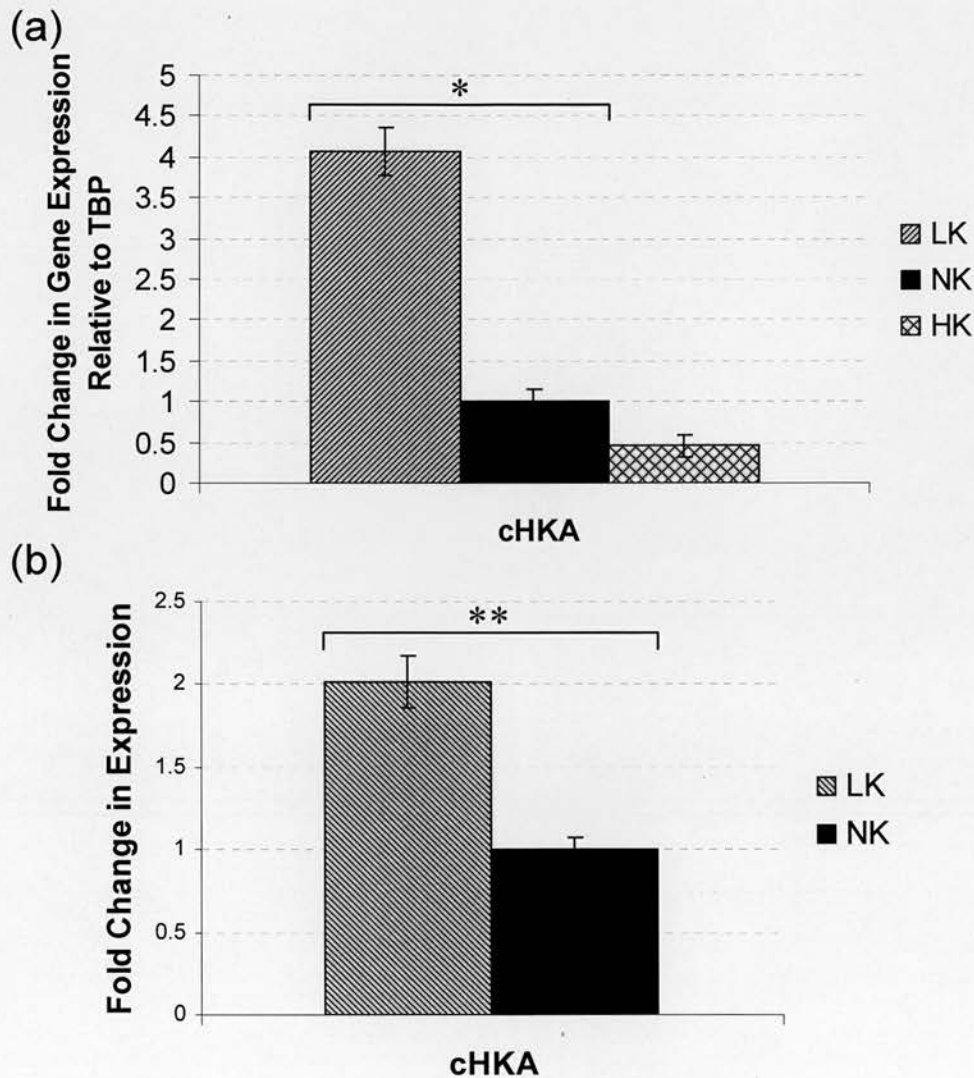 (a)
Fold Change in Gene Expression
Relative to TBP
5
4.5
4
3.5
3
2.5
2
1.5
1
0.5
0
*
LK
NK
HK
cHKA
(b)
Fold Change in Expression
2.5
2
1.5
1
0.5
0
**
LK
NK
cHKA